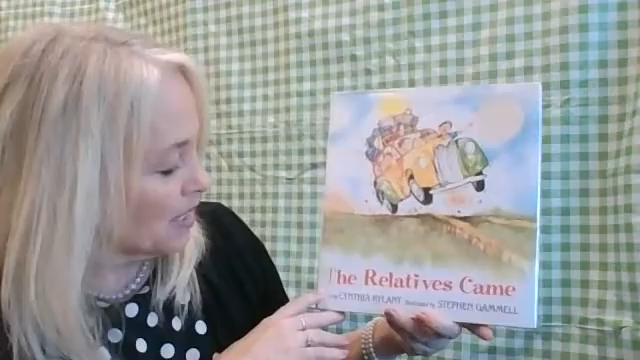 The Relatives Came
by CYNTHIA RYLANT illustrated by STEPHEN GAMMELL